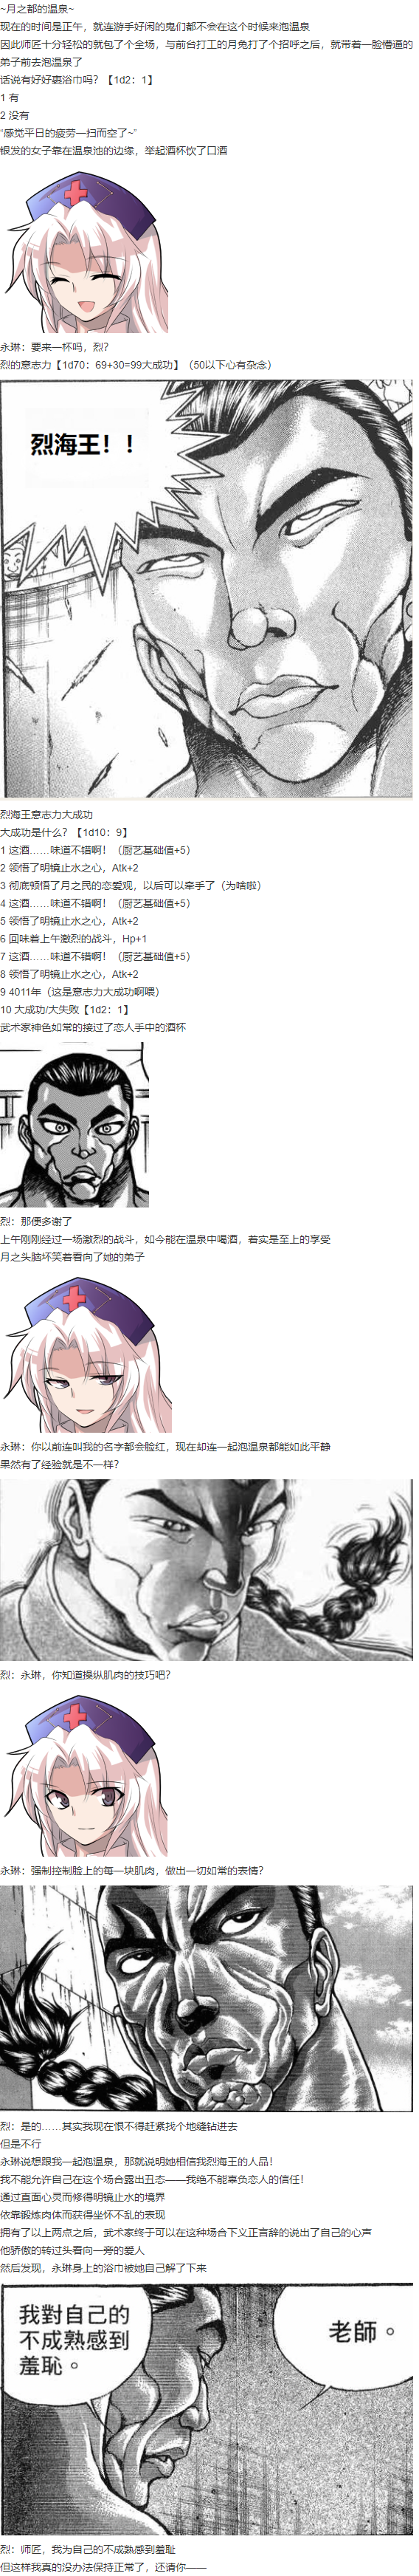 ~月之都的温泉~
现在的时间是正午，就连游手好闲的鬼们都不会在这个时候来泡温泉
因此师匠十分轻松的就包了个全场，与前台打工的月兔打了个招呼之后，就带着一脸懵逼的
弟子前去泡温泉了
话说有好好裹浴巾吗？【1d2：1】
1 有
2 没有
“感觉平日的疲劳一扫而空了~”
银发的女子靠在温泉池的边缘，举起酒杯饮了口酒
永琳：要来一杯吗，烈？
烈的意志力【1d70：69+30=99大成功】（50以下心有杂念）
烈海王！！
烈海王意志力大成功
大成功是什么？【1d10：9】
1 这酒……味道不错啊！（厨艺基础值+5）
2 领悟了明镜止水之心，Atk+2
3 彻底顿悟了月之民的恋爱观，以后可以牵手了（为啥啦）
4 这酒……味道不错啊！（厨艺基础值+5）
5 领悟了明镜止水之心，Atk+2
6 回味着上午激烈的战斗，Hp+1
7 这酒……味道不错啊！（厨艺基础值+5）
8 领悟了明镜止水之心，Atk+2
9 4011年（这是意志力大成功啊喂）
10 大成功/大失败【1d2：1】
武术家神色如常的接过了恋人手中的酒杯
烈：那便多谢了
上午刚刚经过一场激烈的战斗，如今能在温泉中喝酒，着实是至上的享受
月之头脑坏笑着看向了她的弟子
永琳：你以前连叫我的名字都会脸红，现在却连一起泡温泉都能如此平静
果然有了经验就是不一样？
烈：永琳，你知道操纵肌肉的技巧吧？
永琳：强制控制脸上的每一块肌肉，做出一切如常的表情？
烈：是的……其实我现在恨不得赶紧找个地缝钻进去
但是不行
永琳说想跟我一起泡温泉，那就说明她相信我烈海王的人品！
我不能允许自己在这个场合露出丑态——我绝不能辜负恋人的信任！
通过直面心灵而修得明镜止水的境界
依靠锻炼肉体而获得坐怀不乱的表现
拥有了以上两点之后，武术家终于可以在这种场合下义正言辞的说出了自己的心声
他骄傲的转过头看向一旁的爱人
然后发现，永琳身上的浴巾被她自己解了下来
老師。
我對自己的
不成熟感到
羞恥。
烈：师匠，我为自己的不成熟感到羞耻
但这样我真的没办法保持正常了，还请你——